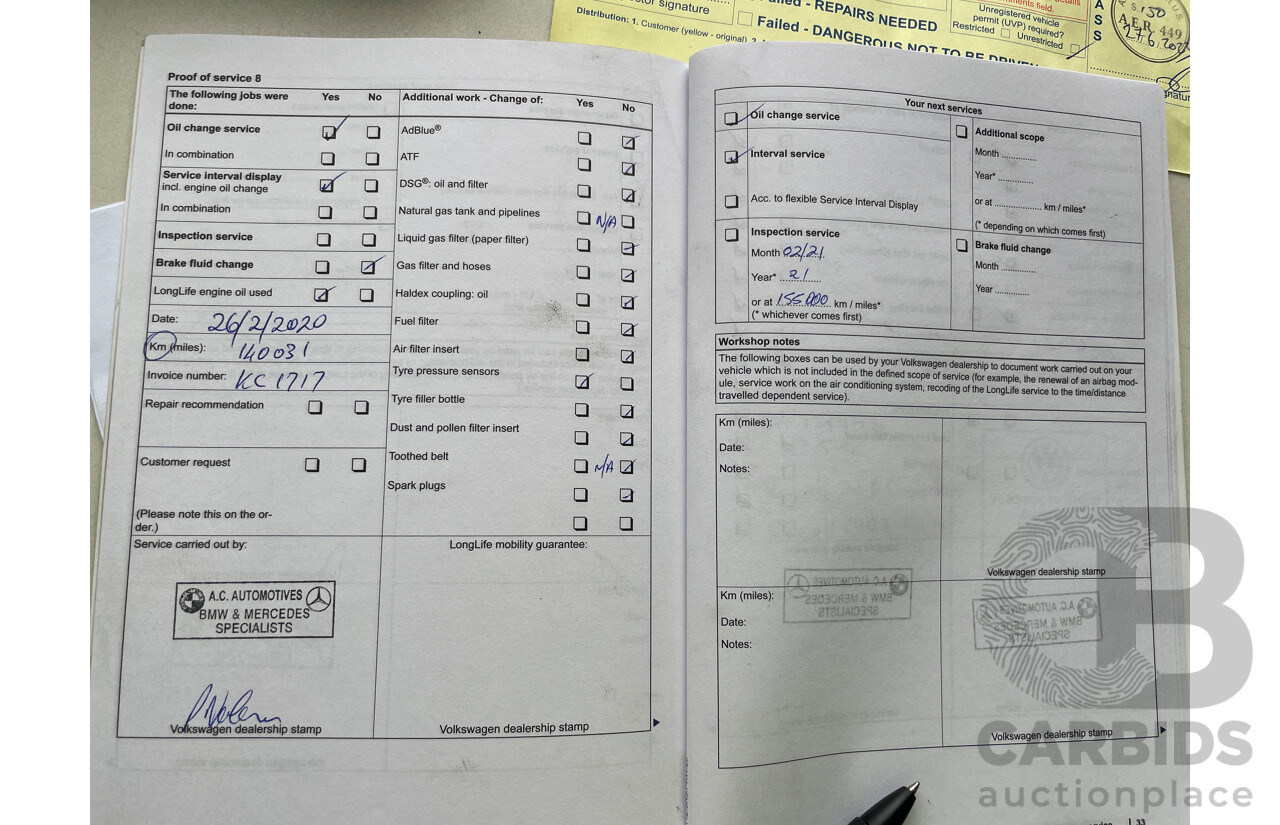 ctor signature
Distribution: 1. Customer (yellow - original)
Failed - REPAIRS NEEDED
Failed - DANGEROUS NOT TO BE DRIVEN
Unregistered vehicle
permit (UVP) required?
Restricted
Unrestricted
A
S
S
A.E.R. 449
Proof of service 8
The following jobs were done: Yes No
Oil change service
In combination
Service interval display
incl. engine oil change
In combination
Inspection service
Brake fluid change
LongLife engine oil used
Date: 26/2/2020
Km (miles): 140031
Invoice number: KC1717
Repair recommendation
Customer request
(Please note this on the or-
der.)
Service carried out by:
A.C. AUTOMOTIVES
BMW & MERCEDES
SPECIALISTS
Volkswagen dealership stamp
Additional work - Change of: Yes No
AdBlue®
ATF
DSG®: oil and filter
Natural gas tank and pipelines N/A
Liquid gas filter (paper filter)
Gas filter and hoses
Haldex coupling: oil
Fuel filter
Air filter insert
Tyre pressure sensors
Tyre filler bottle
Dust and pollen filter insert
Toothed belt N/A
Spark plugs
LongLife mobility guarantee:
Volkswagen dealership stamp
Your next services
Oil change service
Interval service
Acc. to flexible Service Interval Display
Inspection service
Month 02/21
Year* 21
or at 155000 km / miles*
(* whichever comes first)
Additional scope
Month ..............
Year* ..............
or at .................. km / miles*
(* depending on which comes first)
Brake fluid change
Month ..............
Year ..............
Workshop notes
The following boxes can be used by your Volkswagen dealership to document work carried out on your
vehicle which is not included in the defined scope of service (for example, the renewal of an airbag mod-
ule, service work on the air conditioning system, recoding of the LongLife service to the time/distance
travelled dependent service).
Km (miles):
Date:
Notes:
Volkswagen dealership stamp
Km (miles):
Date:
Notes:
Volkswagen dealership stamp
33
CARBIDS
auctionplace